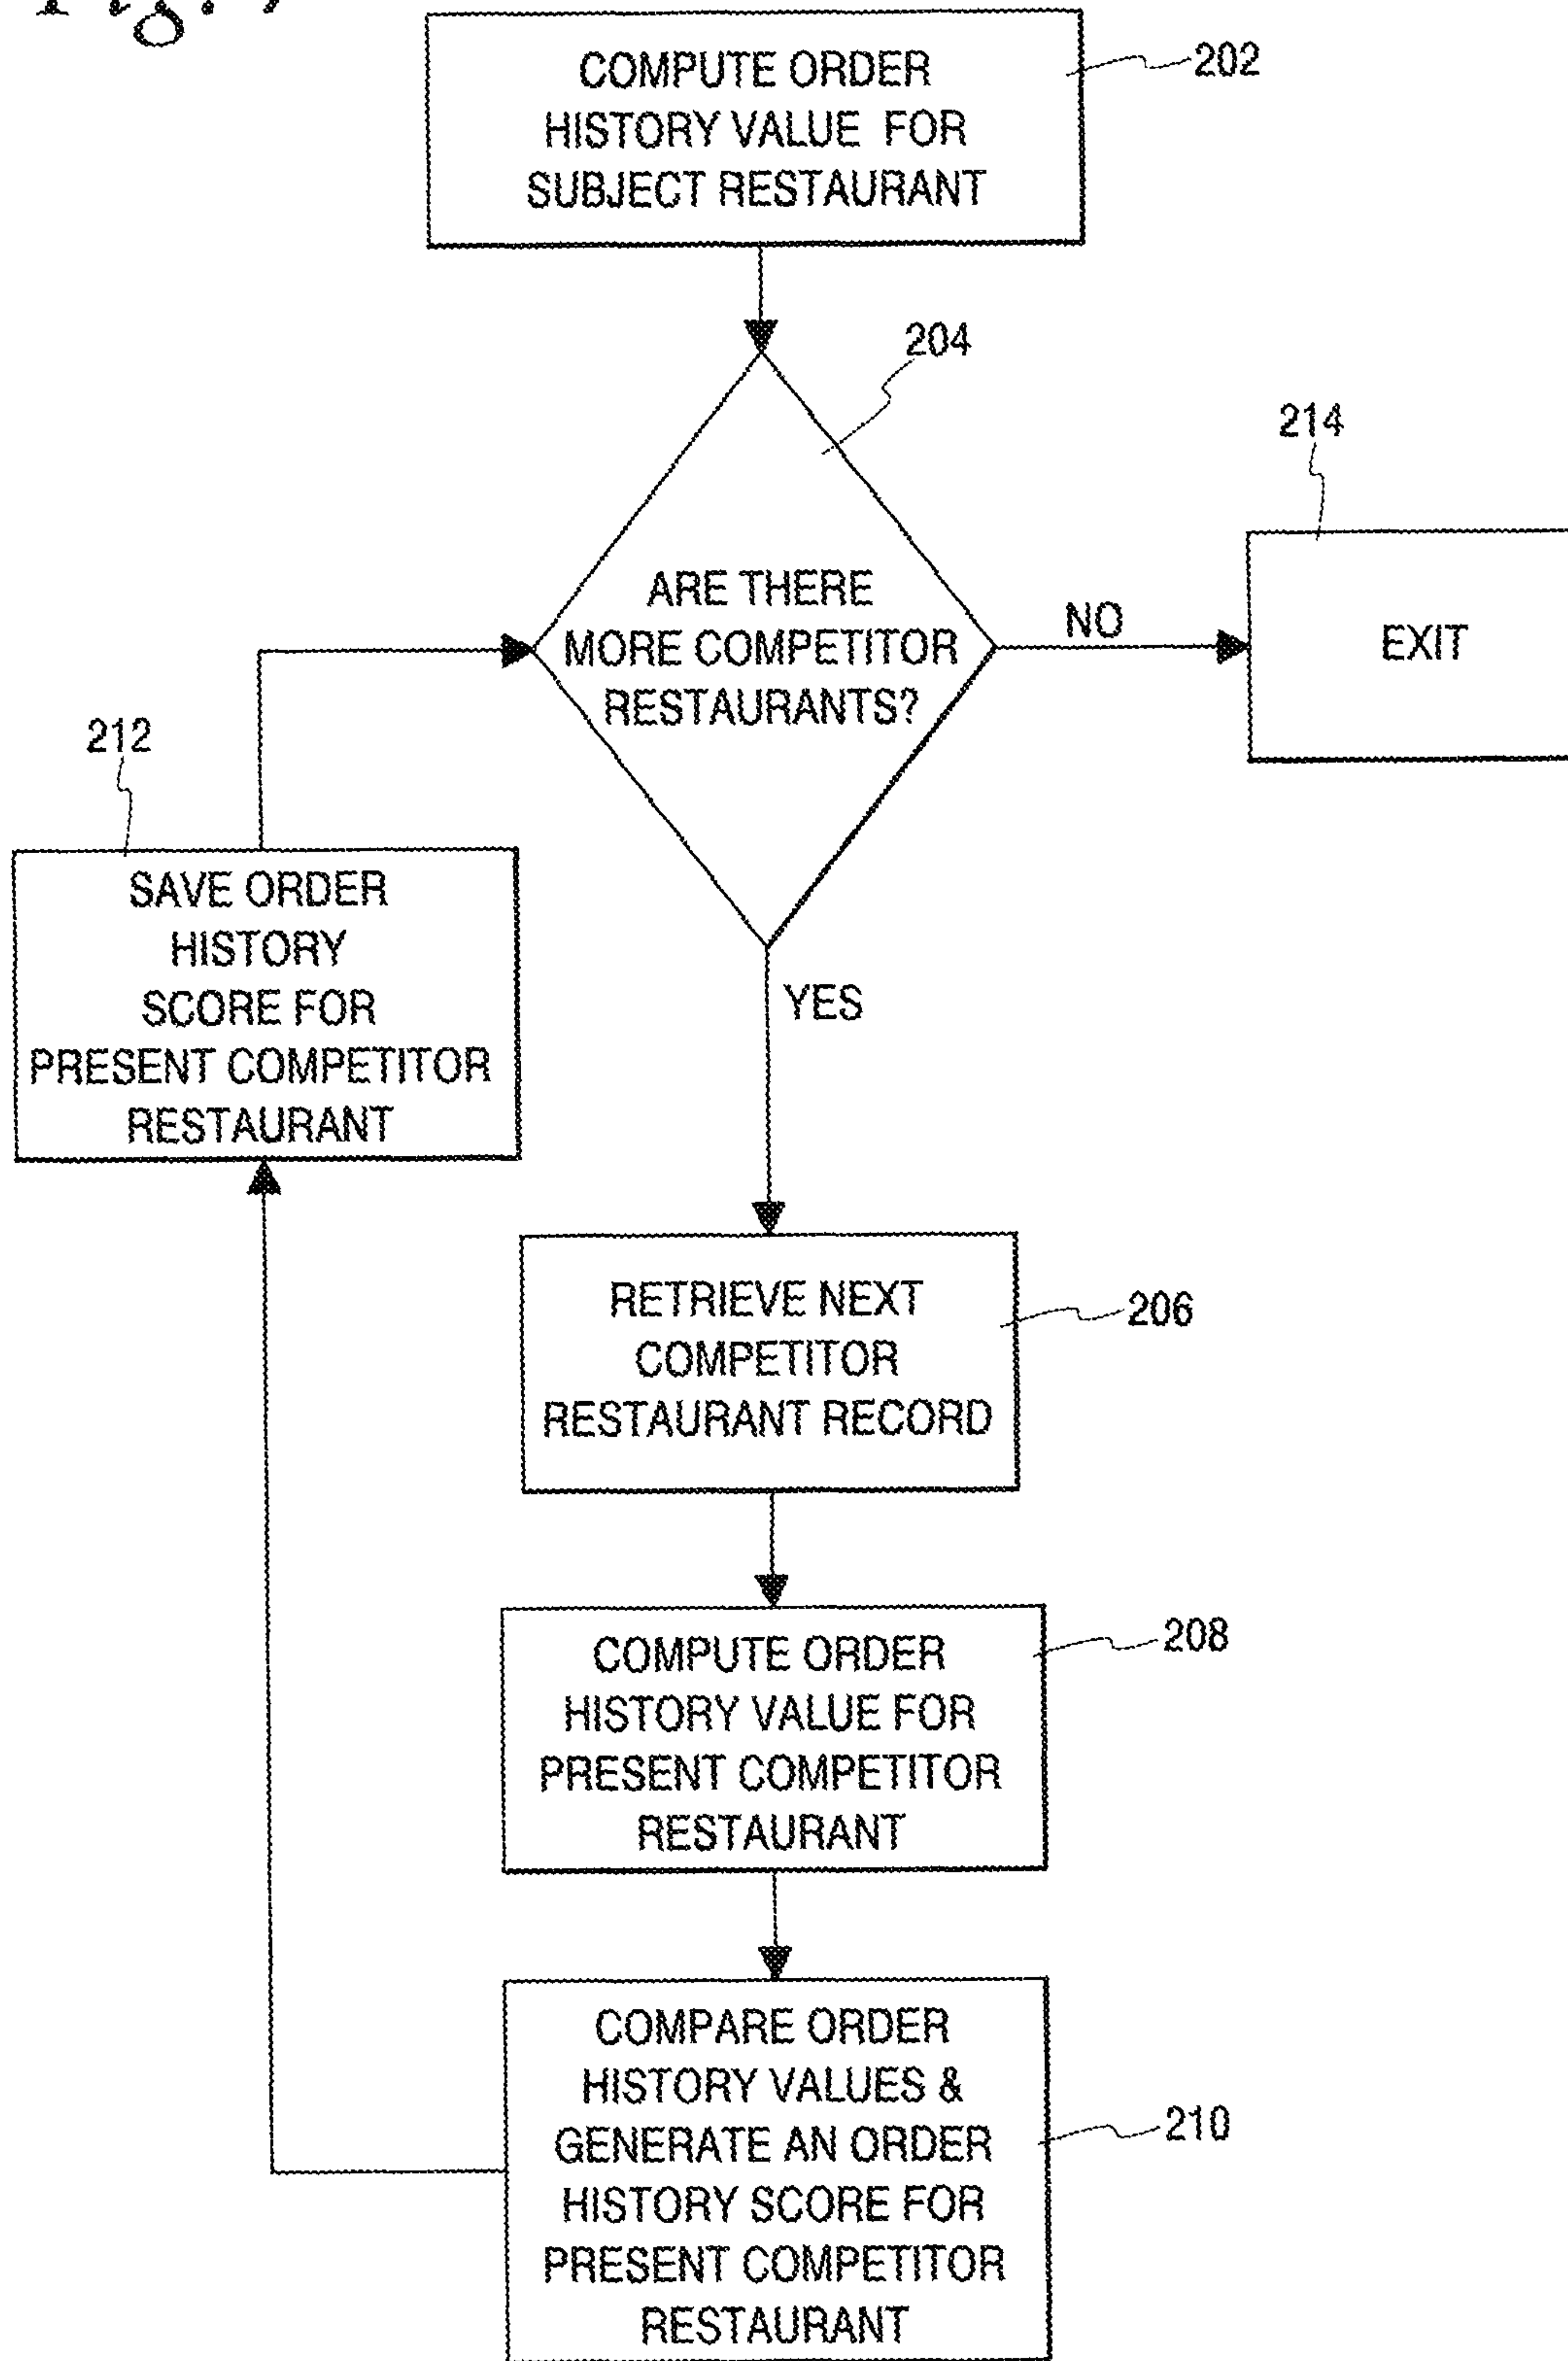 COMPUTE ORDER
HISTORY VALUE FOR
SUBJECT RESTAURANT
202
204
214
ARE THERE
MORE COMPETITOR
RESTAURANTS?
NO
EXIT
212
SAVE ORDER
HISTORY
SCORE FOR
PRESENT COMPETITOR
RESTAURANT
YES
RETRIEVE NEXT
COMPETITOR
RESTAURANT RECORD
206
COMPUTE ORDER
HISTORY VALUE FOR
PRESENT COMPETITOR
RESTAURANT
208
COMPARE ORDER
HISTORY VALUES &
GENERATE AN ORDER
HISTORY SCORE FOR
PRESENT COMPETITOR
RESTAURANT
210